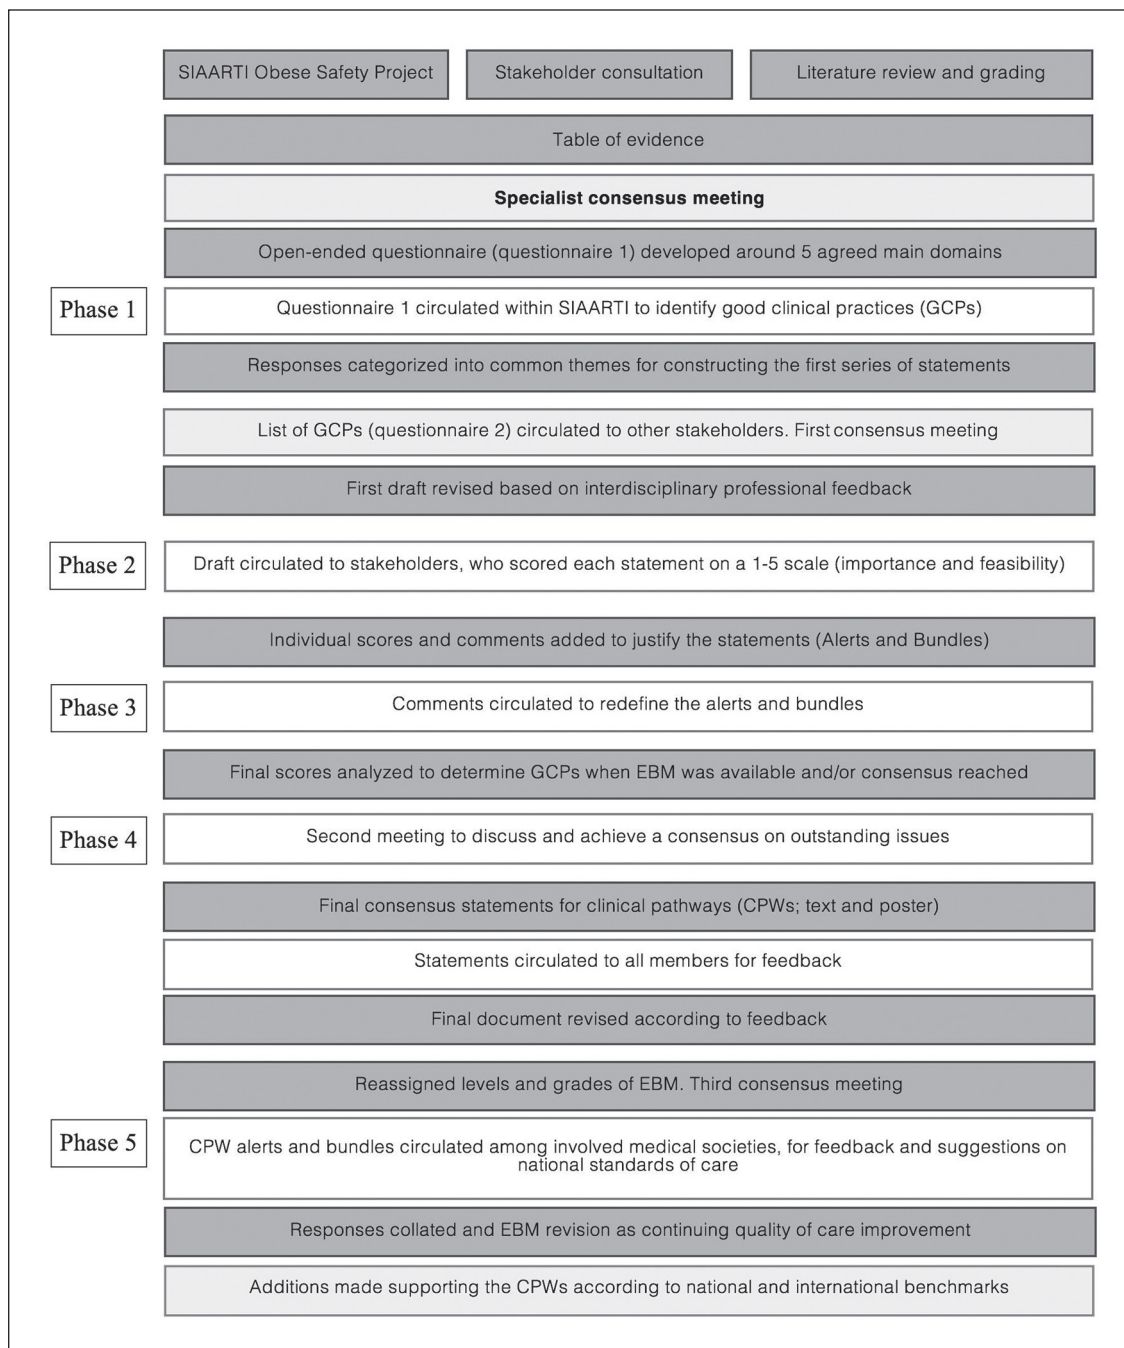 SIAARTI Obese Safety Project
Stakeholder consultation
Literature review and grading
Table of evidence
Specialist consensus meeting
Open-ended questionnaire (questionnaire 1) developed around 5 agreed main domains
Phase 1
Questionnaire 1 circulated within SIAARTI to identify good clinical practices (GCPs)
Responses categorized into common themes for constructing the first series of statements
List of GCPs (questionnaire 2) circulated to other stakeholders. First consensus meeting
First draft revised based on interdisciplinary professional feedback
Phase 2
Draft circulated to stakeholders, who scored each statement on a 1-5 scale (importance and feasibility)
Individual scores and comments added to justify the statements (Alerts and Bundles)
Phase 3
Comments circulated to redefine the alerts and bundles
Final scores analyzed to determine GCPs when EBM was available and/or consensus reached
Phase 4
Second meeting to discuss and achieve a consensus on outstanding issues
Final consensus statements for clinical pathways (CPWs; text and poster)
Statements circulated to all members for feedback
Final document revised according to feedback
Reassigned levels and grades of EBM. Third consensus meeting
Phase 5
CPW alerts and bundles circulated among involved medical societies, for feedback and suggestions on
national standards of care
Responses collated and EBM revision as continuing quality of care improvement
Additions made supporting the CPWs according to national and international benchmarks